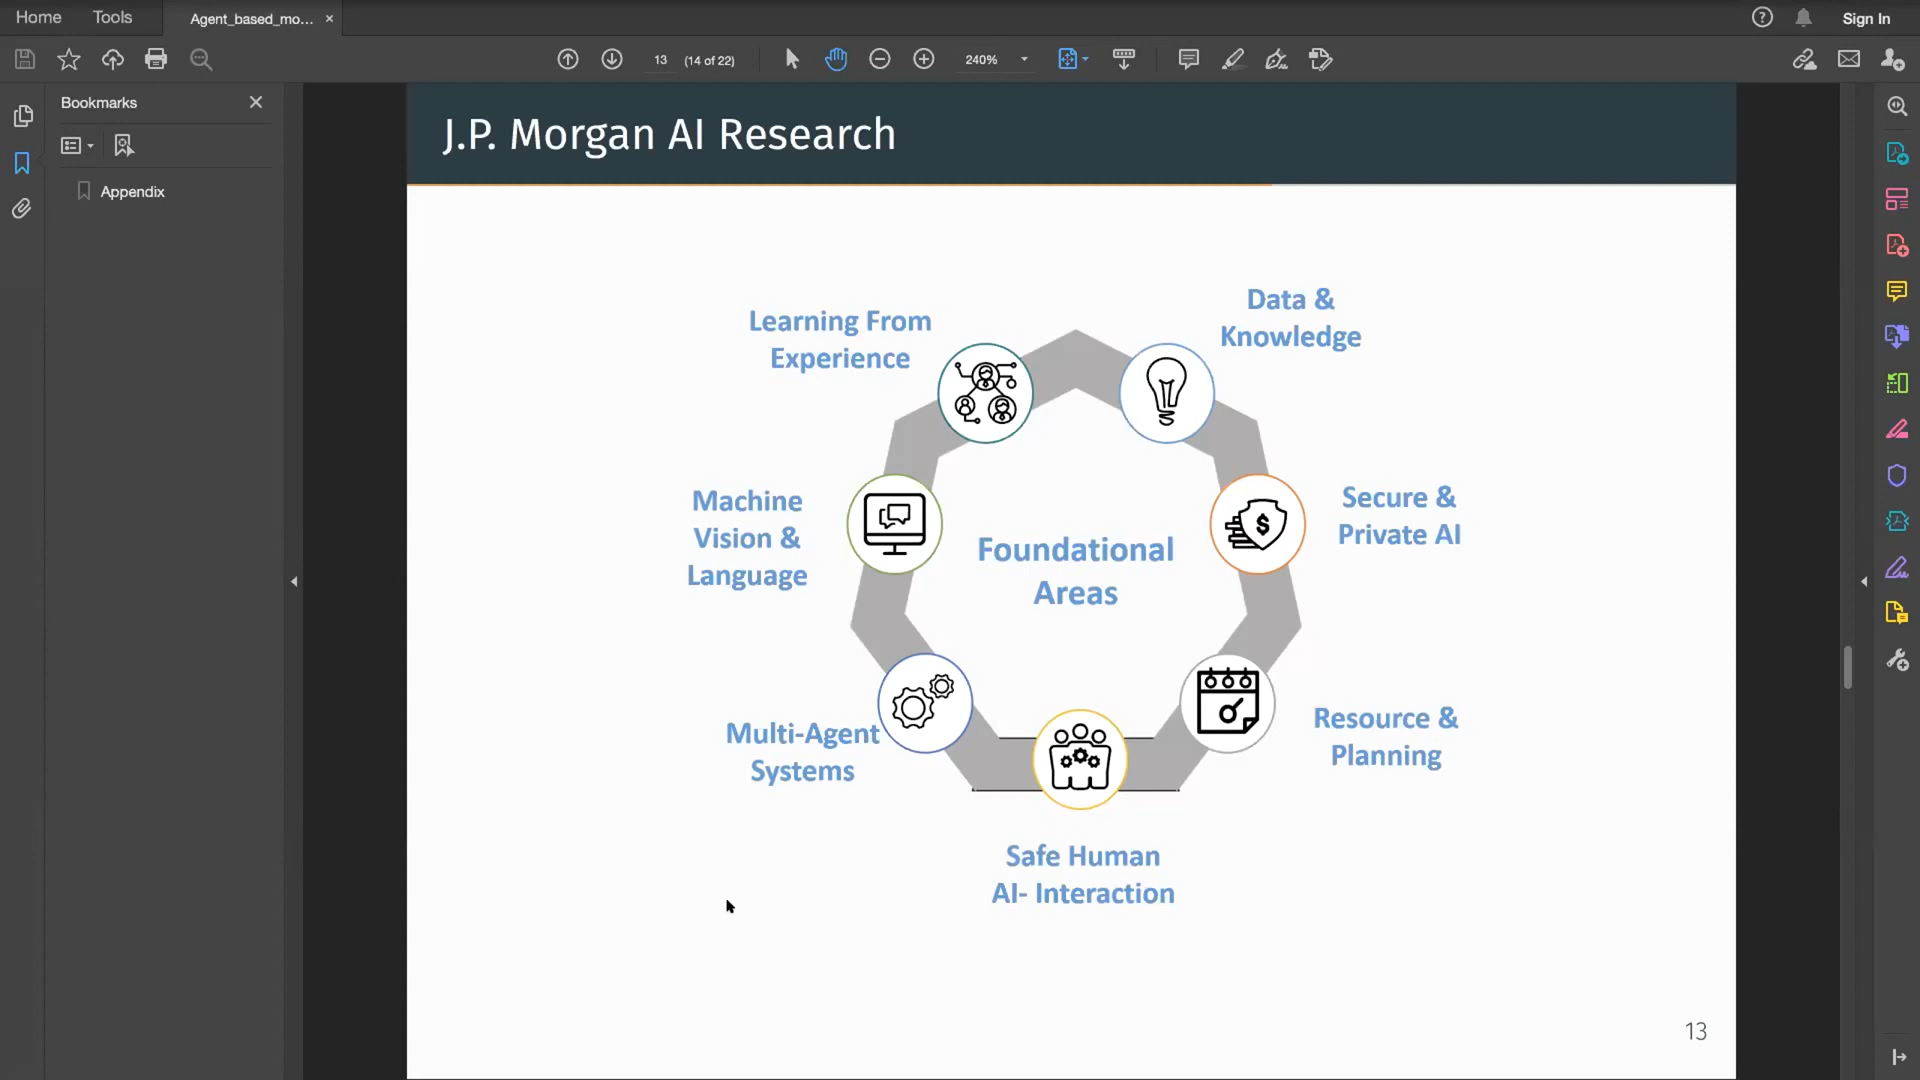 Home
Tools
Agent_based_mo...
Sign In
13
(14 of 22)
240%
Bookmarks
Appendix
J.P. Morgan AI Research
Learning From
Experience
Data &
Knowledge
Machine
Vision &
Language
Secure &
Private AI
Foundational
Areas
Multi-Agent
Systems
Resource &
Planning
Safe Human
AI- Interaction
13